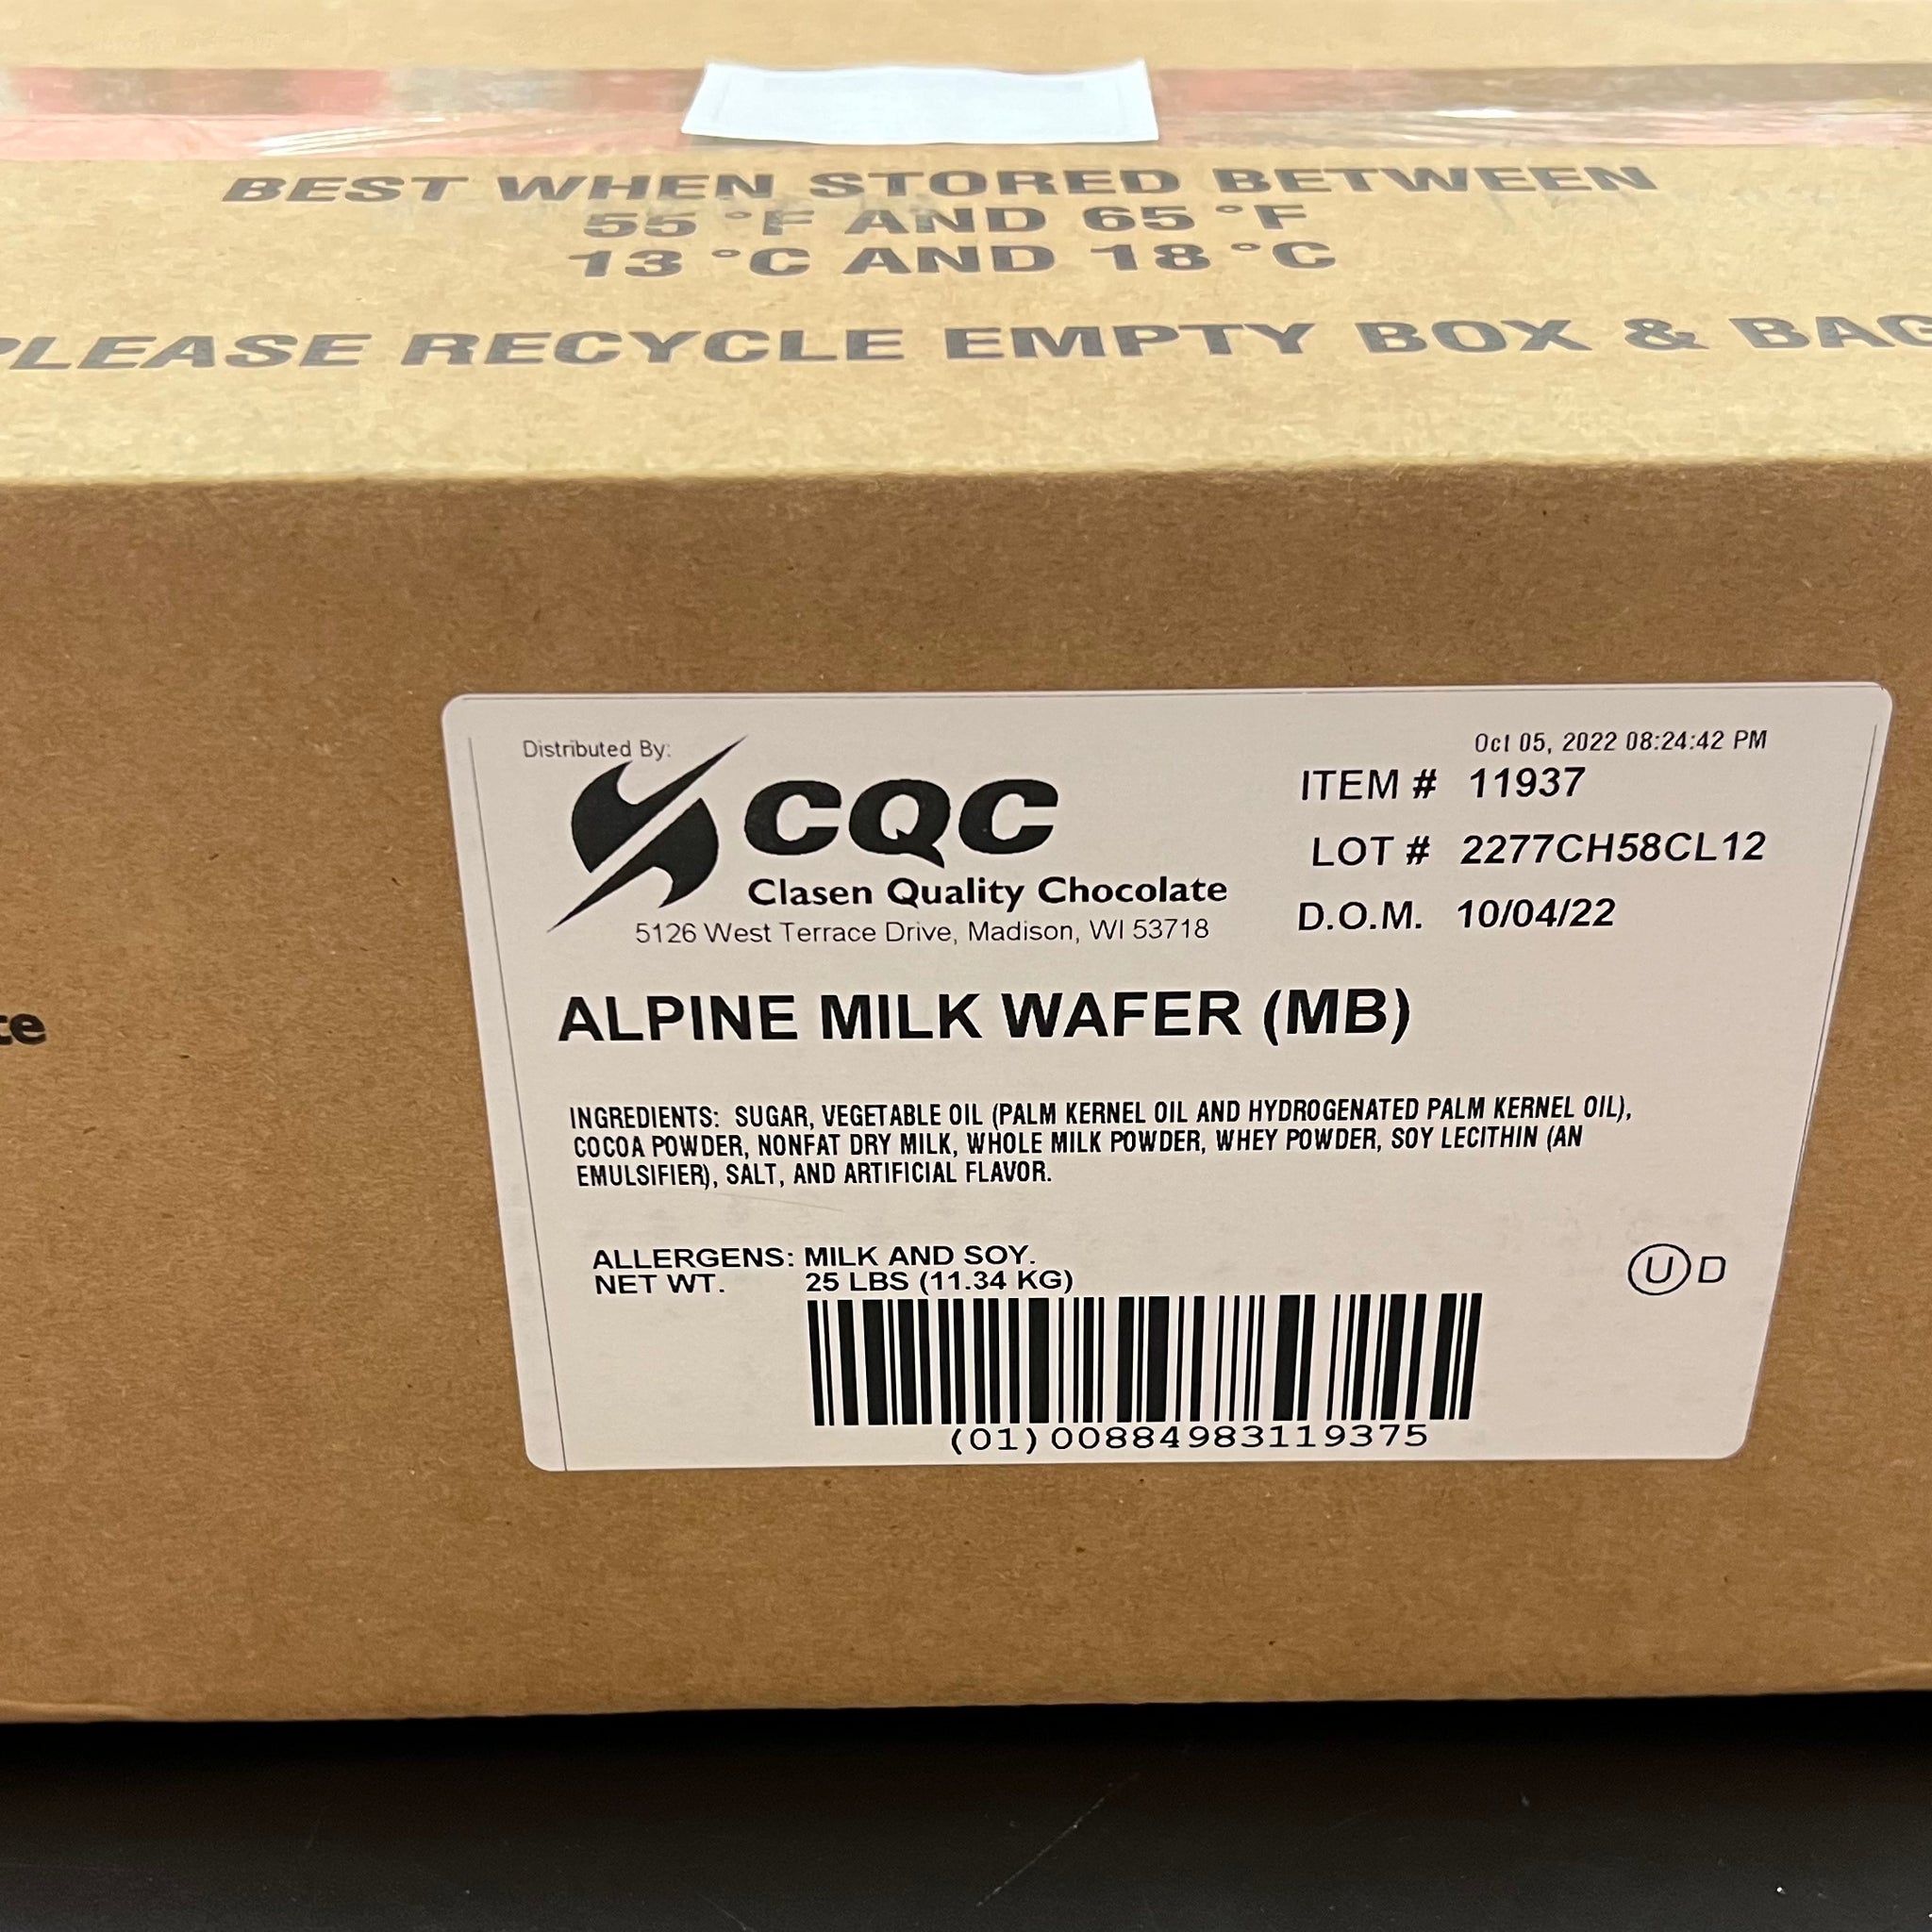 BEST WHEN STORED BETWEEN
55 °F AND 65 °F
13 °C AND 18 °C
PLEASE RECYCLE EMPTY BOX & BAG
Distributed By:
CQC
Clasen Quality Chocolate
5126 West Terrace Drive, Madison, WI 53718
Oct 05, 2022 08:24:42 PM
ITEM # 11937
LOT # 2277CH58CL12
D.O.M. 10/04/22
te
ALPINE MILK WAFER (MB)
INGREDIENTS: SUGAR, VEGETABLE OIL (PALM KERNEL OIL AND HYDROGENATED PALM KERNEL OIL),
COCOA POWDER, NONFAT DRY MILK, WHOLE MILK POWDER, WHEY POWDER, SOY LECITHIN (AN
EMULSIFIER), SALT, AND ARTIFICIAL FLAVOR.
ALLERGENS: MILK AND SOY.
NET WT. 25 LBS (11.34 KG)
U D
(01) 00884983119375